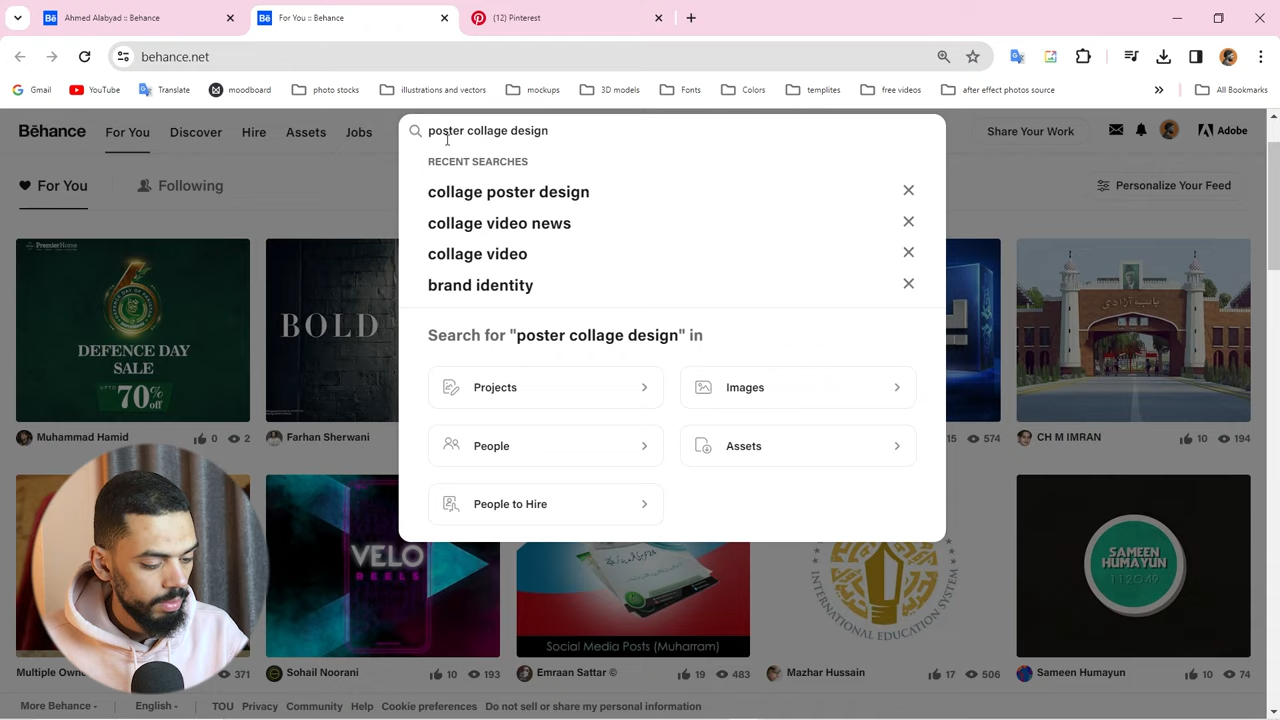 Ahmed Alabyad :: Behance
For You :: Behance
(12) Pinterest
behance.net
Gmail
YouTube
Translate
moodboard
photo stocks
illustrations and vectors
mockups
3D models
Fonts
Colors
templites
free videos
after effect photos source
»
All Bookmarks
Bēhance
For You
Discover
Hire
Assets
Jobs
poster collage design
Share Your Work
Adobe
RECENT SEARCHES
collage poster design
collage video news
collage video
brand identity
Search for "poster collage design" in
Projects
Images
People
Assets
People to Hire
For You
Following
Personalize Your Feed
PremierHome
DEFENCE DAY
SALE
UPTO 70% off
BOLD
Muhammad Hamid
0
2
Farhan Sherwani
15
574
CH M IMRAN
10
194
VELO
REELS
Social Media Posts (Muharram)
INTERNATIONAL EDUCATION SYSTEM
SAMEEN
HUMAYUN
112049
Multiple Own
371
Sohail Noorani
10
193
Emraan Sattar ©
19
483
Mazhar Hussain
17
506
Sameen Humayun
10
74
More Behance
English
TOU
Privacy
Community
Help
Cookie preferences
Do not sell or share my personal information